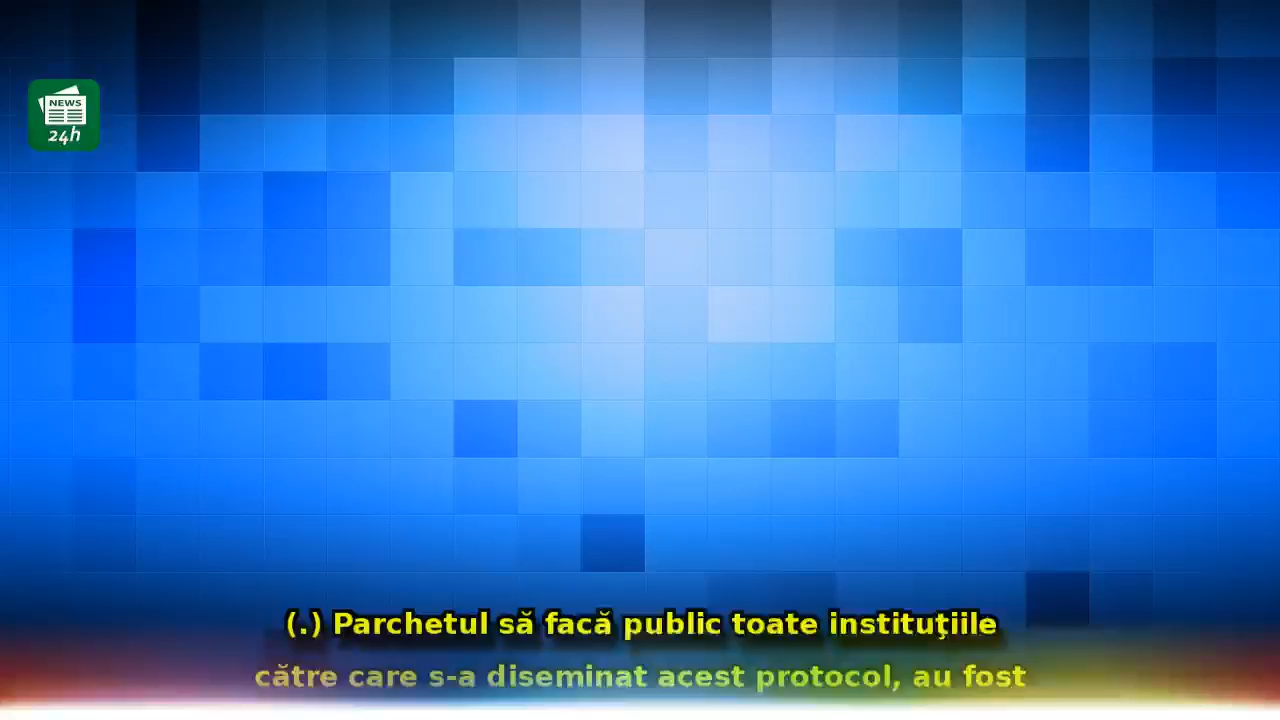 NEWS
24h
(.) Parchetul să facă public toate instituţiile
către care s-a diseminat acest protocol, au fost